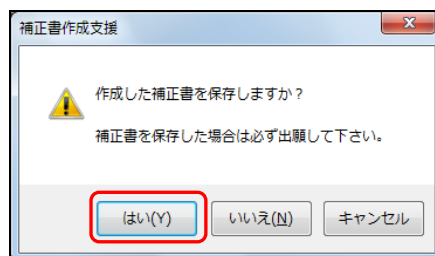 補正書作成支援
作成した補正書を保存しますか？
補正書を保存した場合は必ず出願して下さい。
はい(Y) いいえ(N) キャンセル